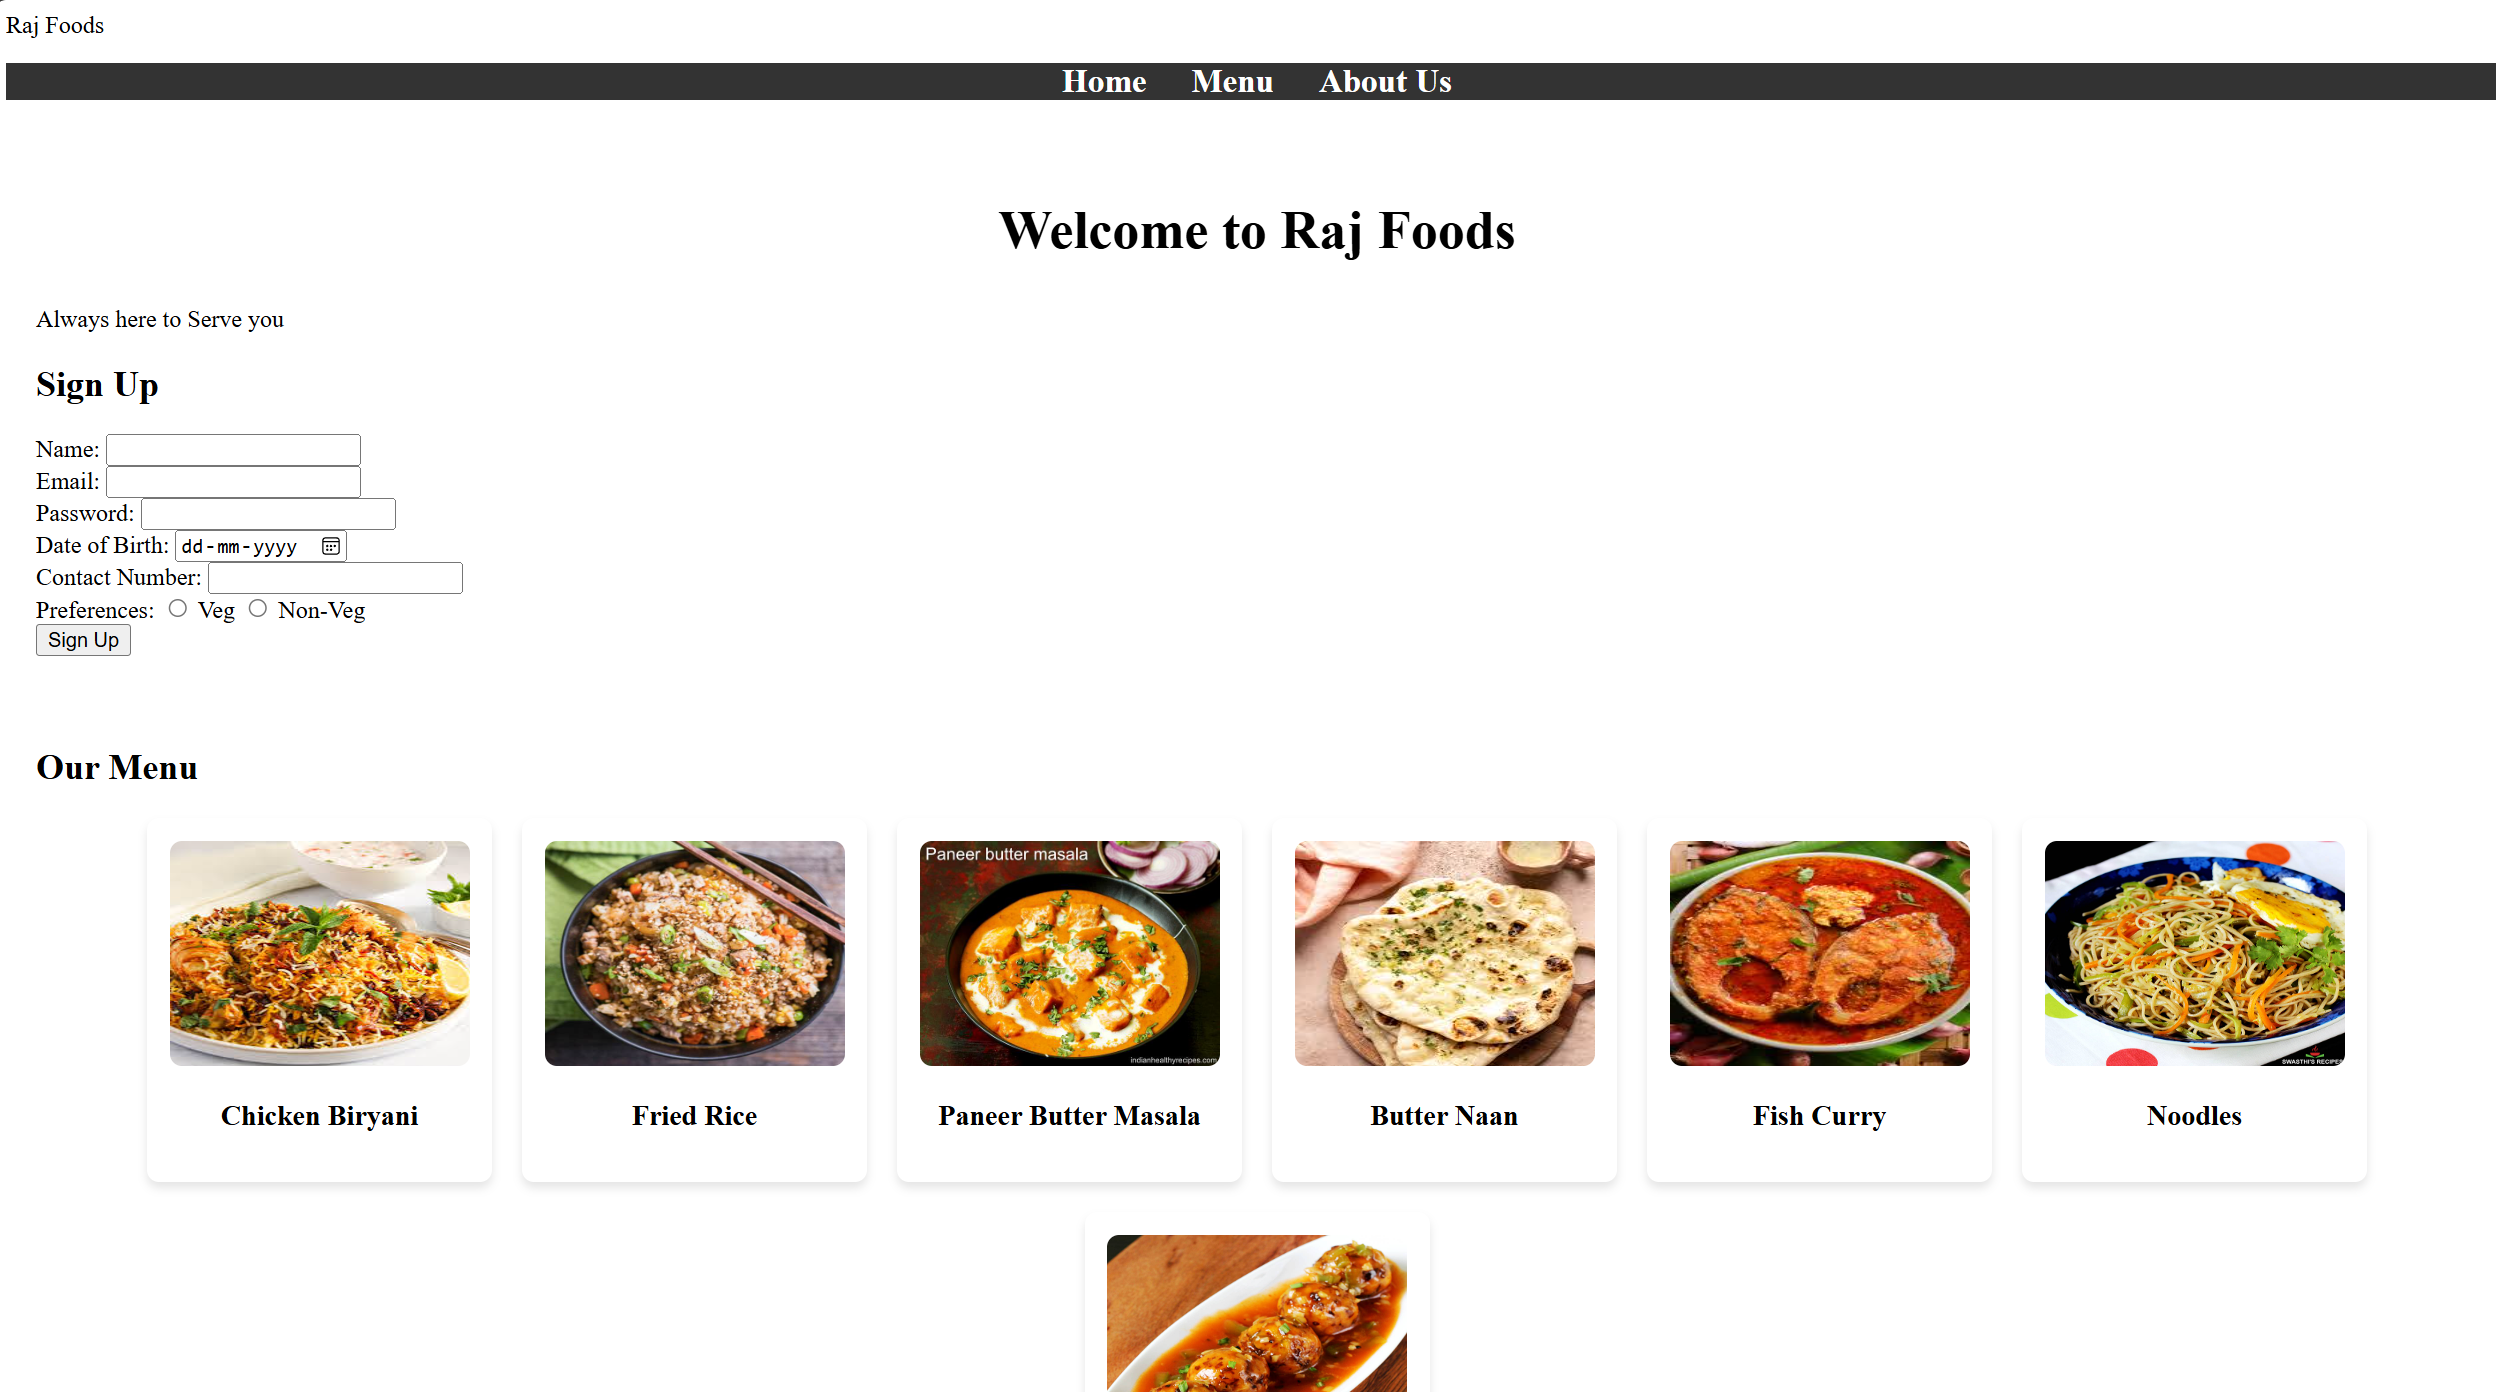 Raj Foods
Home Menu About Us
Welcome to Raj Foods
Always here to Serve you
Sign Up
Name:
Email:
Password:
Date of Birth: dd-mm-yyyy
Contact Number:
Preferences: Veg Non-Veg
Sign Up
Our Menu
Paneer butter masala
indianhealthyrecipes.com
SWASTHI'S RECIPES
Chicken Biryani
Fried Rice
Paneer Butter Masala
Butter Naan
Fish Curry
Noodles